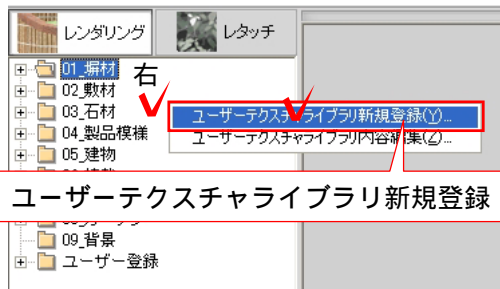 レンダリング レタッチ
01_塀材 右
02_敷材
03_石材
ユーザーテクスチャライブラリ新規登録(Y)...
04_製品模様
ユーザーテクスチャライブラリ内容編集(Z)...
05_建物
ユーザーテクスチャライブラリ新規登録
09_背景
ユーザー登録